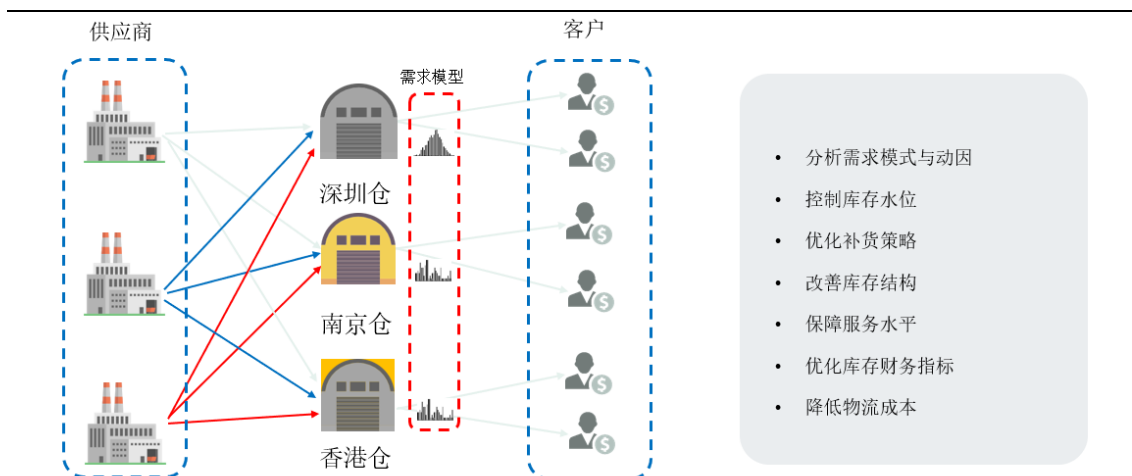 供应商
客户
需求模型
深圳仓
南京仓
香港仓
• 分析需求模式与动因
• 控制库存水位
• 优化补货策略
• 改善库存结构
• 保障服务水平
• 优化库存财务指标
• 降低物流成本